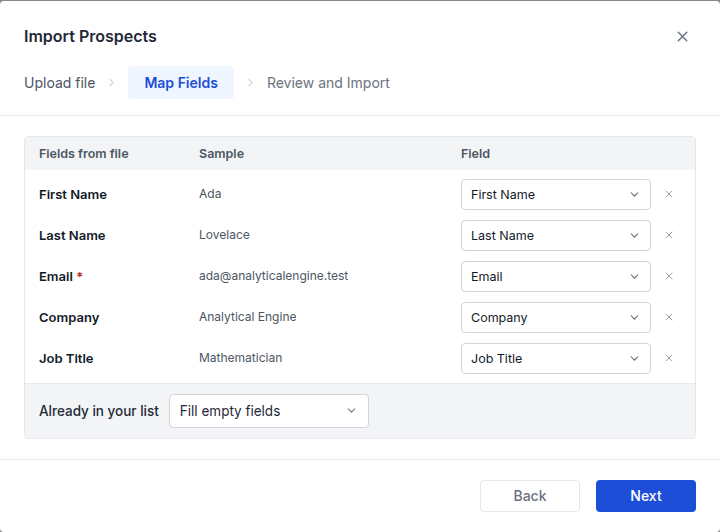 Import Prospects
Upload file
Map Fields
Review and Import
Fields from file Sample Field
First Name Ada First Name
Last Name Lovelace Last Name
Email * ada@analyticalengine.test Email
Company Analytical Engine Company
Job Title Mathematician Job Title
Already in your list Fill empty fields
Back Next